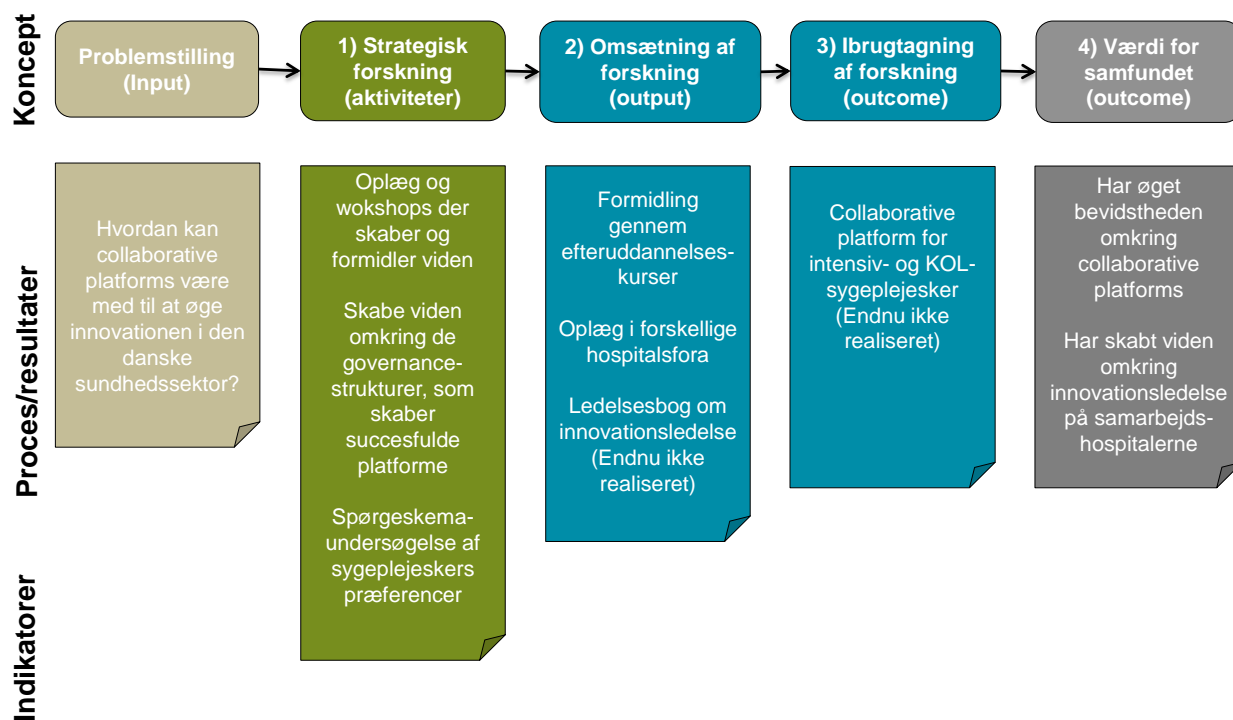 Koncept
Problemstilling
(Input)
1) Strategisk
forskning
(aktiviteter)
2) Omsætning af
forskning
(output)
3) Ibrugtagning
af forskning
(outcome)
4) Værdi for
samfundet
(outcome)
Proces/resultater
Hvordan kan
collaborative
platforms være
med til at øge
innovationen i den
danske
sundhedssektor?
Oplæg og
wokshops der
skaber og
formidler viden
Skabe viden
omkring de
governance-
strukturer, som
skaber
succesfulde
platforme
Spørgeskema-
undersøgelse af
sygeplejeskers
præferencer
Formidling
gennem
efteruddannelses-
kurser
Oplæg i forskellige
hospitalsfora
Ledelsesbog om
innovationsledelse
(Endnu ikke
realiseret)
Collaborative
platform for
intensiv- og KOL-
sygeplejesker
(Endnu ikke
realiseret)
Har øget
bevidstheden
omkring
collaborative
platforms
Har skabt viden
omkring
innovationsledelse
på samarbejds-
hospitalerne
Indikatorer